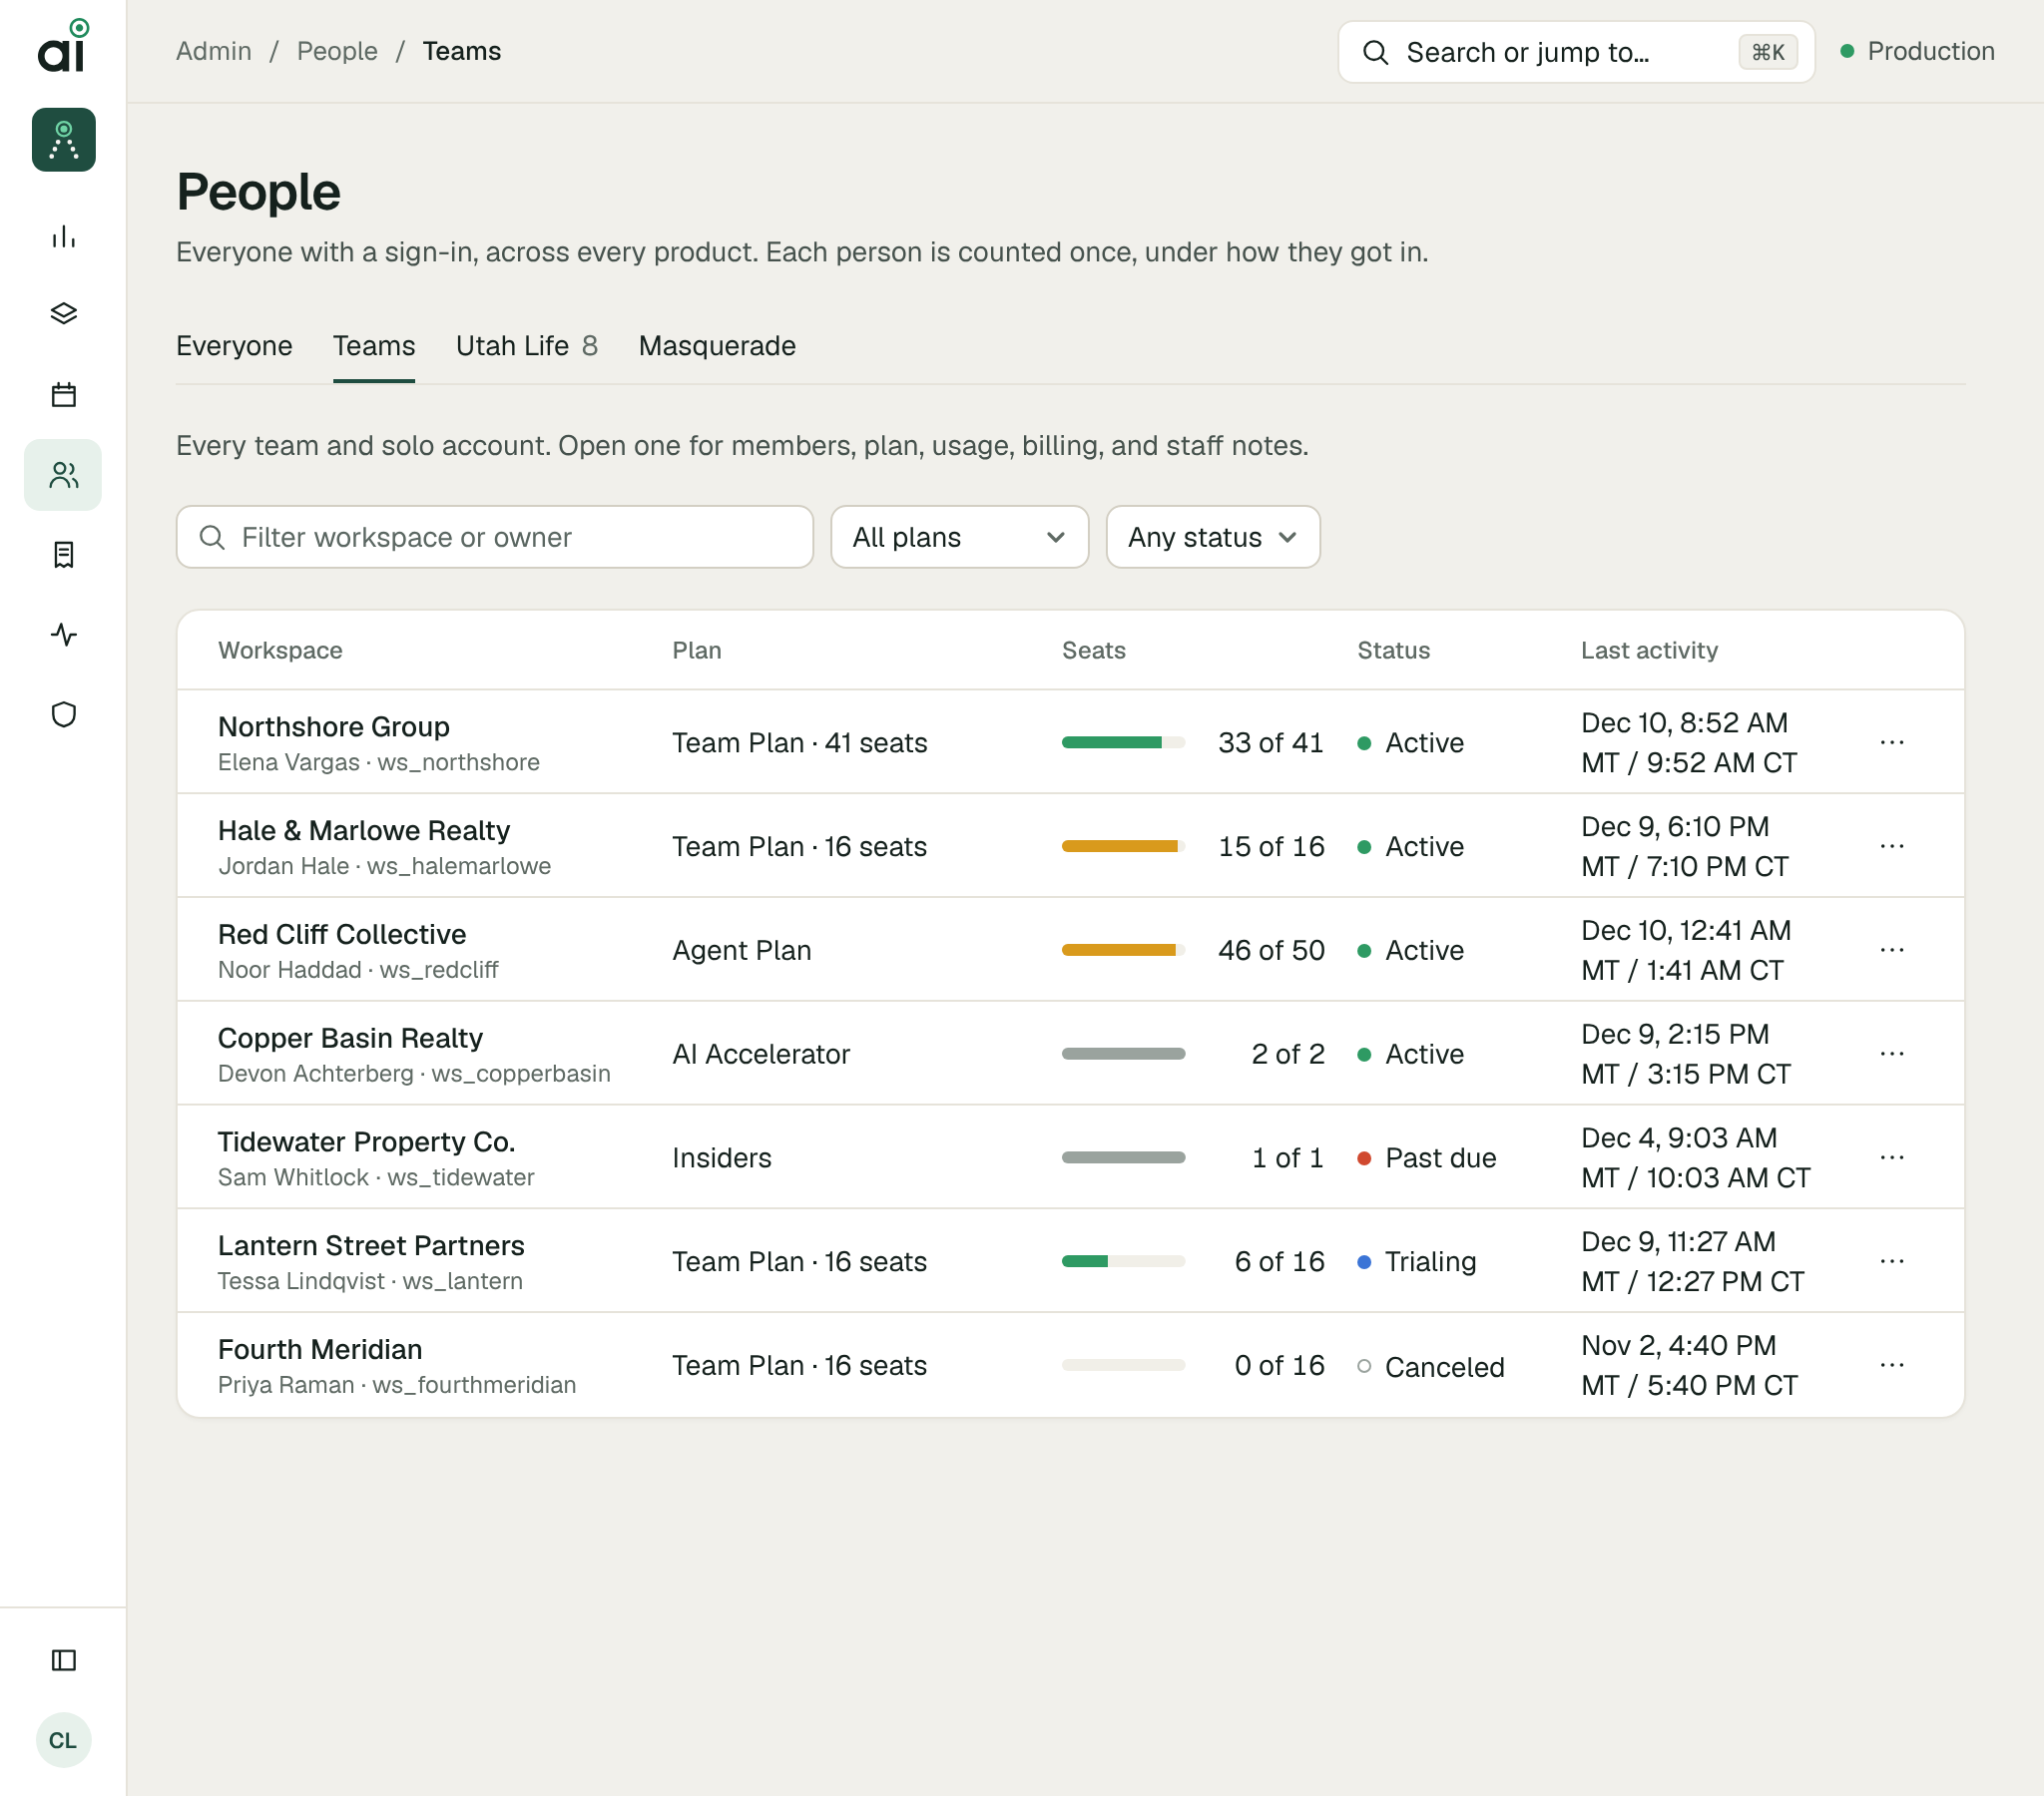 ai
Admin / People / Teams
Search or jump to... ⌘K
Production
People
Everyone with a sign-in, across every product. Each person is counted once, under how they got in.
Everyone Teams Utah Life 8 Masquerade
Every team and solo account. Open one for members, plan, usage, billing, and staff notes.
Filter workspace or owner
All plans
Any status
Workspace Plan Seats Status Last activity
Northshore Group
Elena Vargas · ws_northshore
Team Plan · 41 seats
33 of 41
Active
Dec 10, 8:52 AM
MT / 9:52 AM CT
Hale & Marlowe Realty
Jordan Hale · ws_halemarlowe
Team Plan · 16 seats
15 of 16
Active
Dec 9, 6:10 PM
MT / 7:10 PM CT
Red Cliff Collective
Noor Haddad · ws_redcliff
Agent Plan
46 of 50
Active
Dec 10, 12:41 AM
MT / 1:41 AM CT
Copper Basin Realty
Devon Achterberg · ws_copperbasin
AI Accelerator
2 of 2
Active
Dec 9, 2:15 PM
MT / 3:15 PM CT
Tidewater Property Co.
Sam Whitlock · ws_tidewater
Insiders
1 of 1
Past due
Dec 4, 9:03 AM
MT / 10:03 AM CT
Lantern Street Partners
Tessa Lindqvist · ws_lantern
Team Plan · 16 seats
6 of 16
Trialing
Dec 9, 11:27 AM
MT / 12:27 PM CT
Fourth Meridian
Priya Raman · ws_fourthmeridian
Team Plan · 16 seats
0 of 16
Canceled
Nov 2, 4:40 PM
MT / 5:40 PM CT
CL